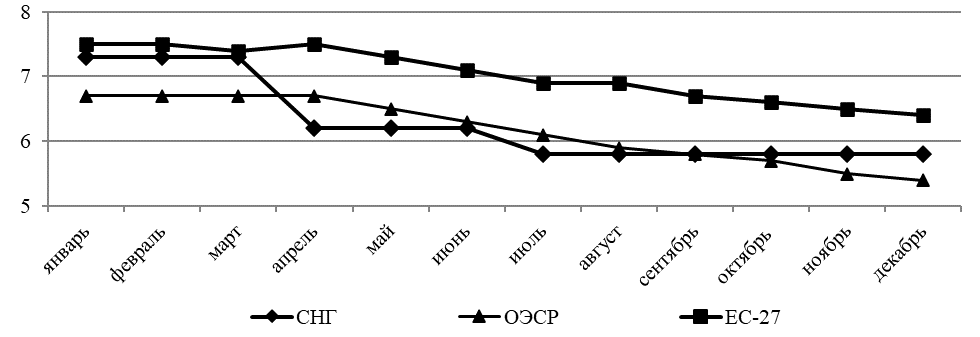 8
7
6
5
январь
февраль
март
апрель
май
июнь
июль
август
сентябрь
октябрь
ноябрь
декабрь
СНГ
ОЭСР
ЕС-27